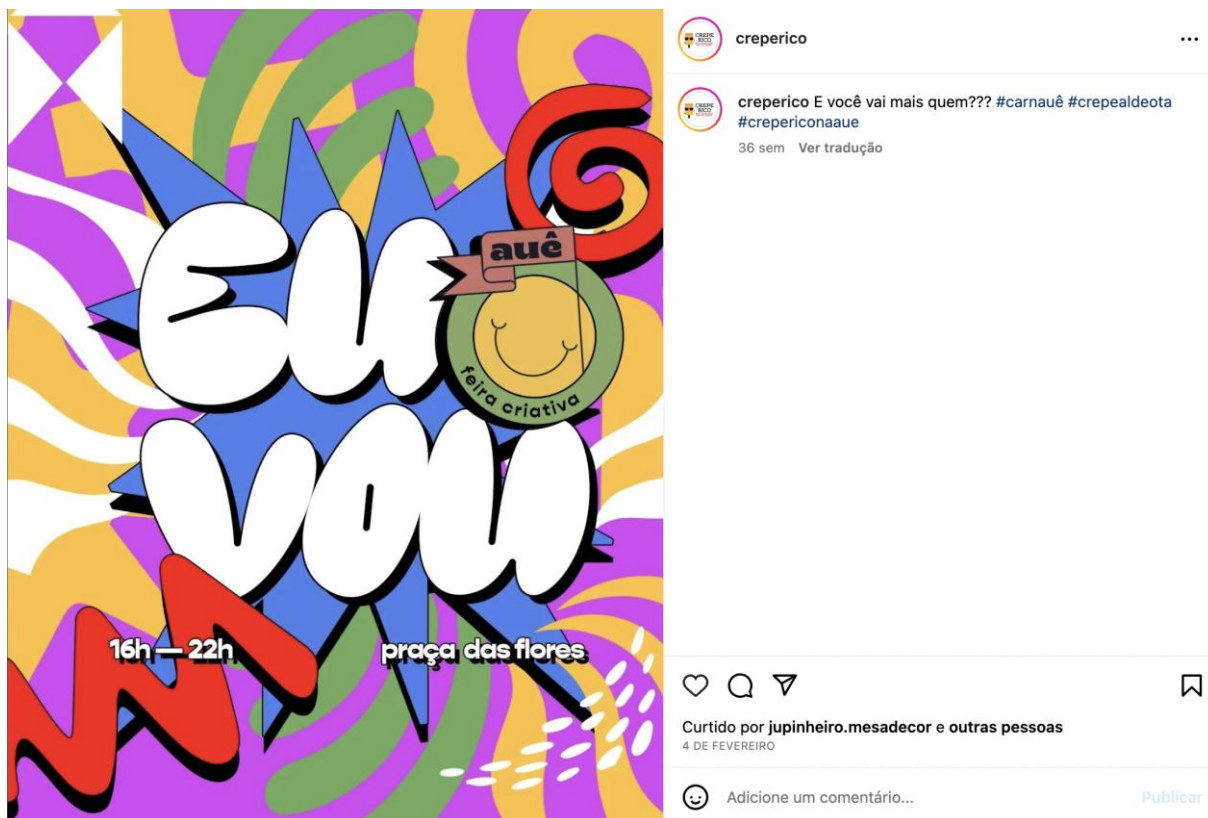 EU
VOU
auê
feira criativa
16h — 22h
praça das flores
creperico
creperico E você vai mais quem??? #carnauê #crepealdeota
#crepericonaaue
36 sem Ver tradução
Curtido por jupinheiro.mesadecor e outras pessoas
4 DE FEVEREIRO
Adicione um comentário...
Publicar